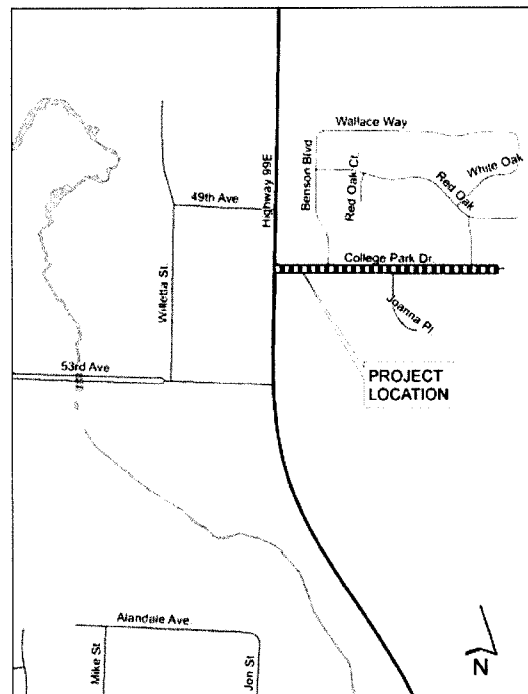 Wallace Way
Benson Blvd
Red Oak Ct.
Red Oak
White Oak
49th Ave
Highway 99E
Willetta St.
College Park Dr.
Joanna Pl
53rd Ave
PROJECT
LOCATION
Alandale Ave
Mike St
Jon St
N